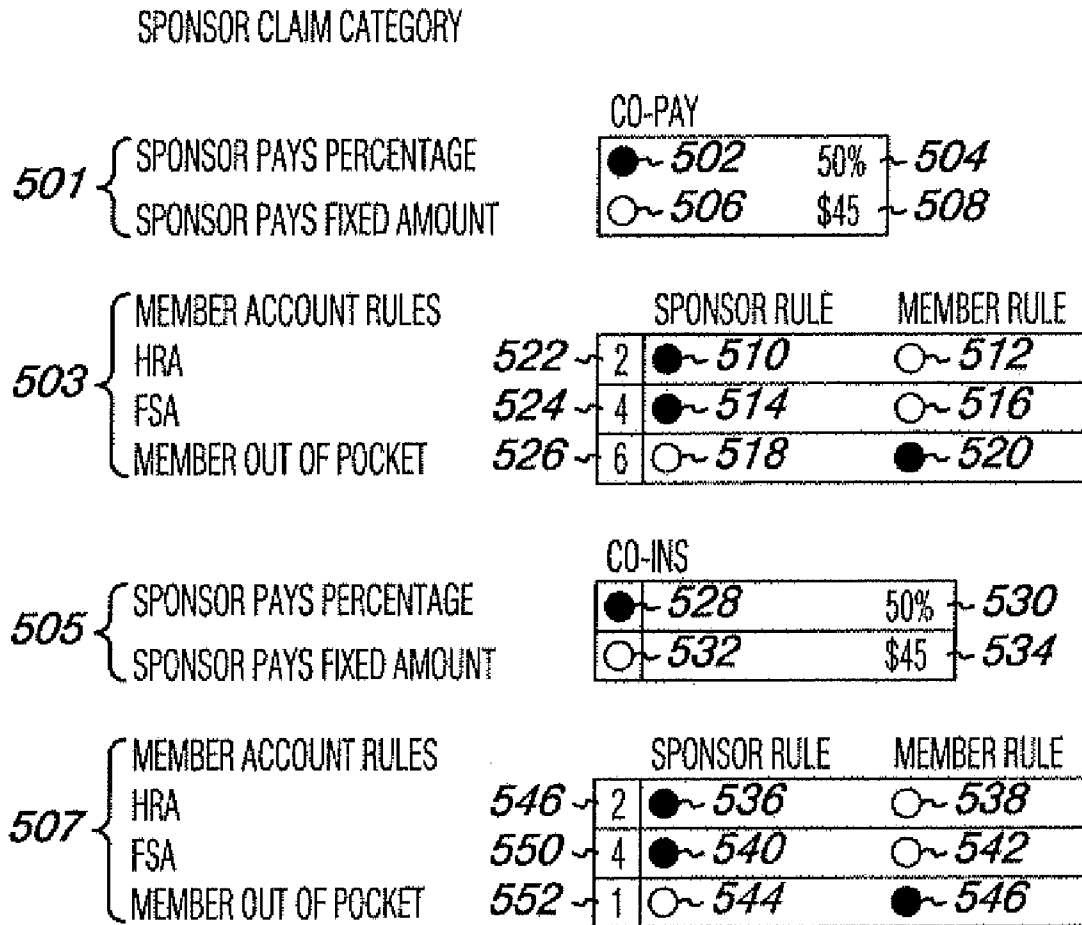 SPONSOR CLAIM CATEGORY
CO-PAY
501 SPONSOR PAYS PERCENTAGE 502 50% 504
SPONSOR PAYS FIXED AMOUNT 506 $45 508
503 MEMBER ACCOUNT RULES SPONSOR RULE MEMBER RULE
HRA 522 2 510 512
FSA 524 4 514 516
MEMBER OUT OF POCKET 526 6 518 520
CO-INS
505 SPONSOR PAYS PERCENTAGE 528 50% 530
SPONSOR PAYS FIXED AMOUNT 532 $45 534
507 MEMBER ACCOUNT RULES SPONSOR RULE MEMBER RULE
HRA 546 2 536 538
FSA 550 4 540 542
MEMBER OUT OF POCKET 552 1 544 546